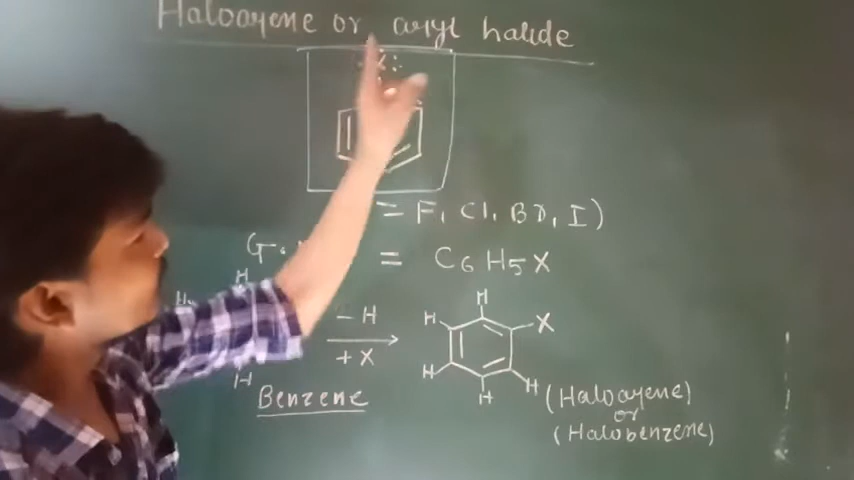 Haloarene or aryl halide
X:
= F, Cl, Br, I)
G.
= C6H5X
H
H
H
-H
X
+X
H
H
H
H
Benzene
(Haloarene)
or
(Halobenzene)